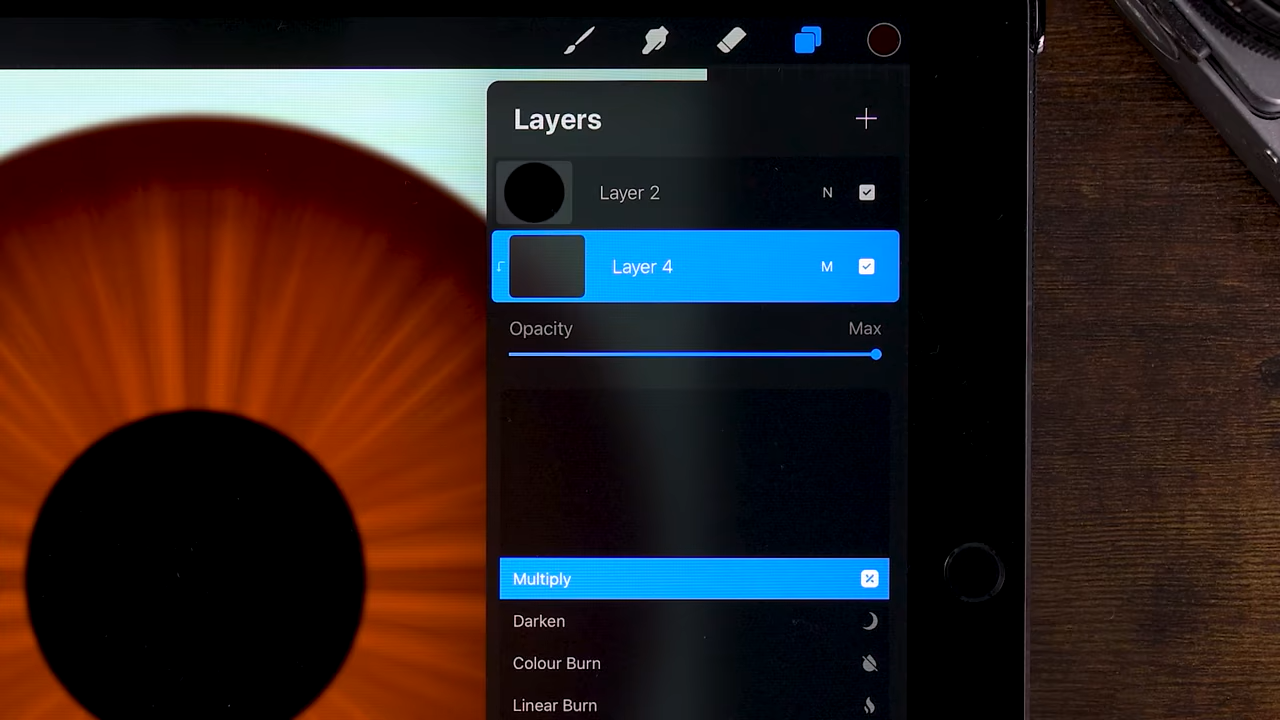 Layers
Layer 2 N
Layer 4 M
Opacity Max
Multiply
Darken
Colour Burn
Linear Burn